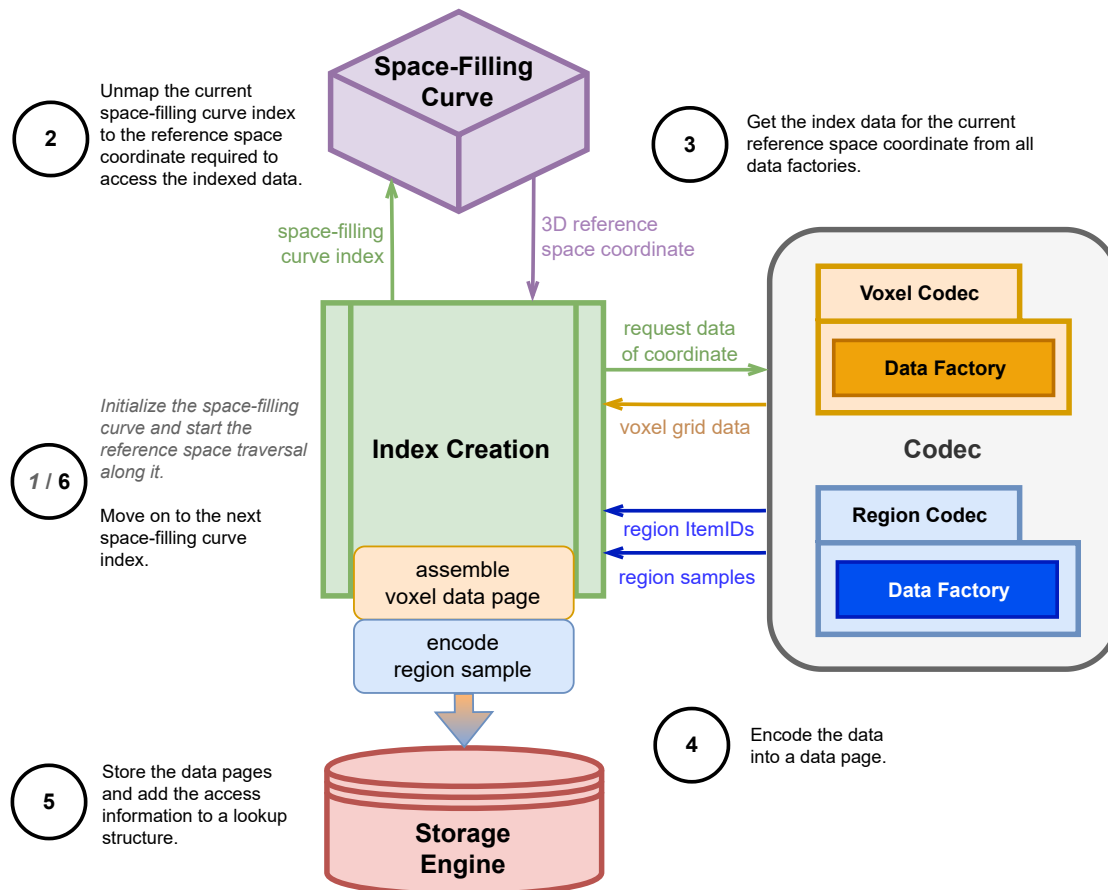 Space-Filling
Curve
2
Unmap the current
space-filling curve index
to the reference space
coordinate required to
access the indexed data.
3
Get the index data for the current
reference space coordinate from all
data factories.
space-filling
curve index
3D reference
space coordinate
Voxel Codec
Data Factory
request data
of coordinate
voxel grid data
Codec
1 / 6
Initialize the space-filling
curve and start the
reference space traversal
along it.
Move on to the next
space-filling curve
index.
Index Creation
region ItemIDs
region samples
Region Codec
Data Factory
assemble
voxel data page
encode
region sample
4
Encode the data
into a data page.
5
Store the data pages
and add the access
information to a lookup
structure.
Storage
Engine